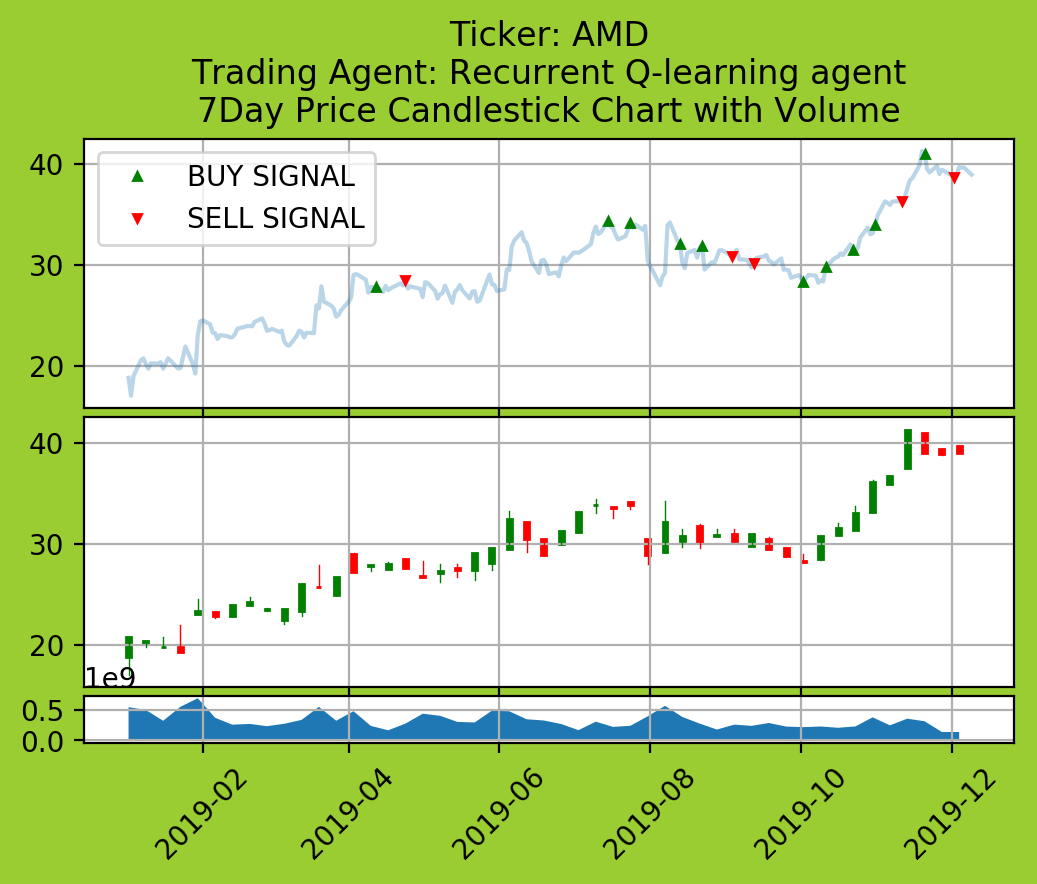 Ticker: AMD
Trading Agent: Recurrent Q-learning agent
7Day Price Candlestick Chart with Volume
BUY SIGNAL
SELL SIGNAL
40
30
20
40
30
20
1e9
0.5
0.0
2019-02
2019-04
2019-06
2019-08
2019-10
2019-12